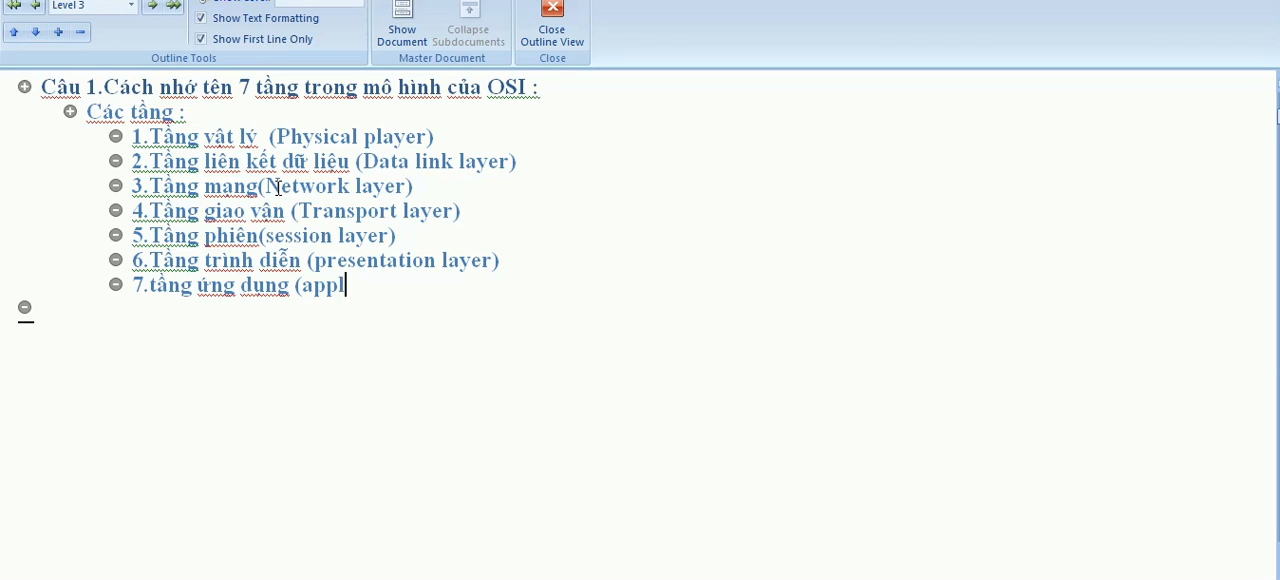 Level 3
Show Text Formatting
Show First Line Only
Outline Tools
Show Document
Collapse Subdocuments
Master Document
Close Outline View
Close
Câu 1.Cách nhớ tên 7 tầng trong mô hình của OSI :
Các tầng :
1.Tầng vât lý (Physical player)
2.Tầng liên kết dữ liệu (Data link layer)
3.Tầng mạng(Network layer)
4.Tầng giao vận (Transport layer)
5.Tầng phiên(session layer)
6.Tầng trình diễn (presentation layer)
7.tầng ứng dụng (appl